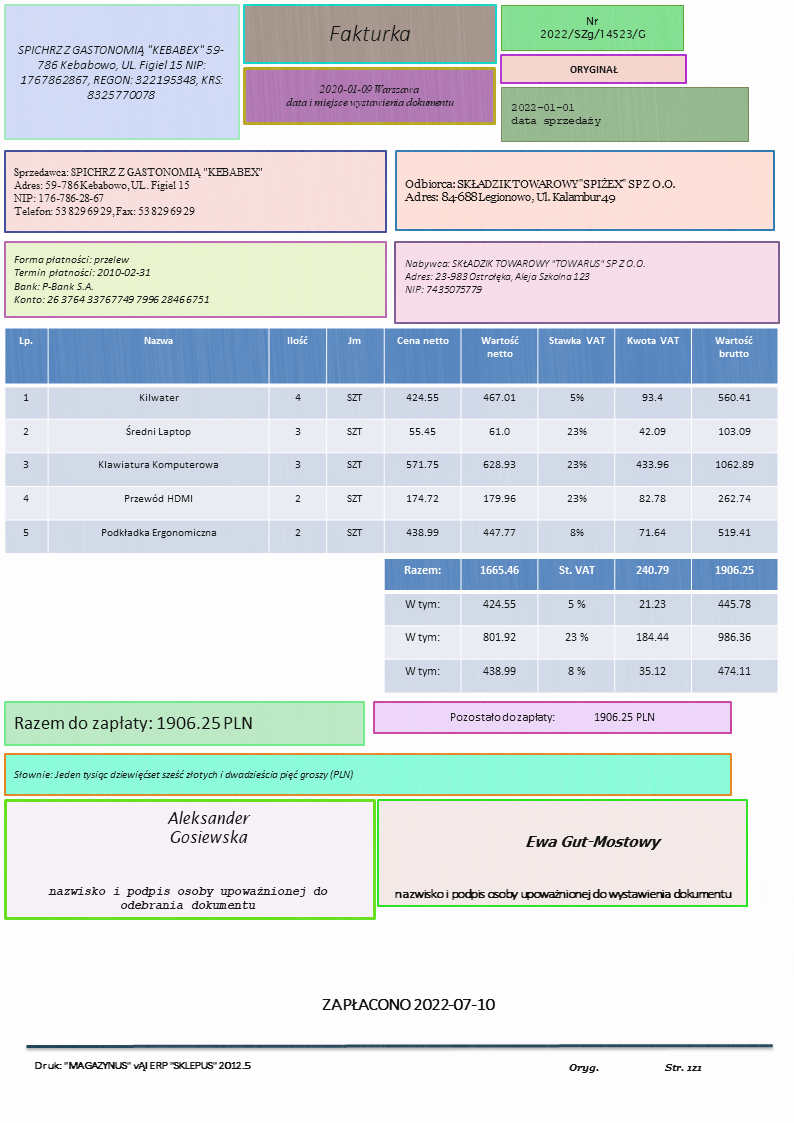 SPICHRZ Z GASTONOMIĄ "KEBABEX" 59-
786 Kebabowo, UL. Figiel 15 NIP:
1767862867, REGON: 322195348, KRS:
8325770078
Fakturka
2020-01-09 Warszawa
data i miejsce wystawienia dokumentu
Nr
2022/SZg/14523/G
ORYGINAŁ
2022-01-01
data sprzedaży
Sprzedawca: SPICHRZ Z GASTONOMIĄ "KEBABEX"
Adres: 59-786 Kebabowo, UL. Figiel 15
NIP: 176-786-28-67
Telefon: 53 829 69 29, Fax: 53 829 69 29
Odbiorca: SKŁADZIK TOWAROWY "SPIŻEX" SP Z O.O.
Adres: 84-688 Legionowo, Ul. Kalambur 49
Forma płatności: przelew
Termin płatności: 2010-02-31
Bank: P-Bank S.A.
Konto: 26 3764 33767749 7996 2846 6751
Nabywca: SKŁADZIK TOWAROWY "TOWARUS" SP Z O.O.
Adres: 23-983 Ostrołęka, Aleja Szkolna 123
NIP: 7435075779
Lp. Nazwa Ilość Jm Cena netto Wartość netto Stawka VAT Kwota VAT Wartość brutto
1 Kilwater 4 SZT 424.55 467.01 5% 93.4 560.41
2 Średni Laptop 3 SZT 55.45 61.0 23% 42.09 103.09
3 Klawiatura Komputerowa 3 SZT 571.75 628.93 23% 433.96 1062.89
4 Przewód HDMI 2 SZT 174.72 179.96 23% 82.78 262.74
5 Podkładka Ergonomiczna 2 SZT 438.99 447.77 8% 71.64 519.41
Razem: 1665.46 St. VAT 240.79 1906.25
W tym: 424.55 5 % 21.23 445.78
W tym: 801.92 23 % 184.44 986.36
W tym: 438.99 8 % 35.12 474.11
Razem do zapłaty: 1906.25 PLN
Pozostało do zapłaty: 1906.25 PLN
Słownie: Jeden tysiąc dziewięćset sześć złotych i dwadzieścia pięć groszy (PLN)
Aleksander
Gosiewska
nazwisko i podpis osoby upoważnionej do
odebrania dokumentu
Ewa Gut-Mostowy
nazwisko i podpis osoby upoważnionej do wystawienia dokumentu
ZAPŁACONO 2022-07-10
Druk: "MAGAZYNUS" vĄI ERP "SKLEPUS" 2012.5
Oryg. Str. 121